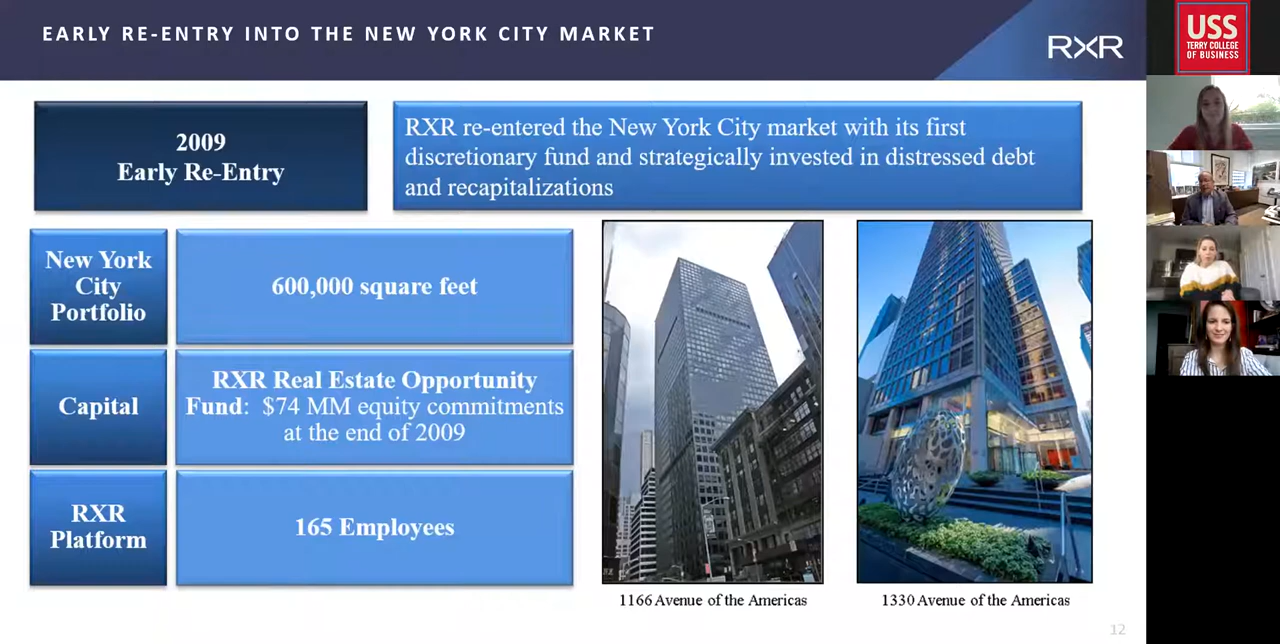 EARLY RE-ENTRY INTO THE NEW YORK CITY MARKET
RXR
USS
TERRY COLLEGE
OF BUSINESS
2009
Early Re-Entry
RXR re-entered the New York City market with its first
discretionary fund and strategically invested in distressed debt
and recapitalizations
New York
City
Portfolio
600,000 square feet
Capital
RXR Real Estate Opportunity
Fund: $74 MM equity commitments
at the end of 2009
RXR
Platform
165 Employees
1166 Avenue of the Americas
1330 Avenue of the Americas
12